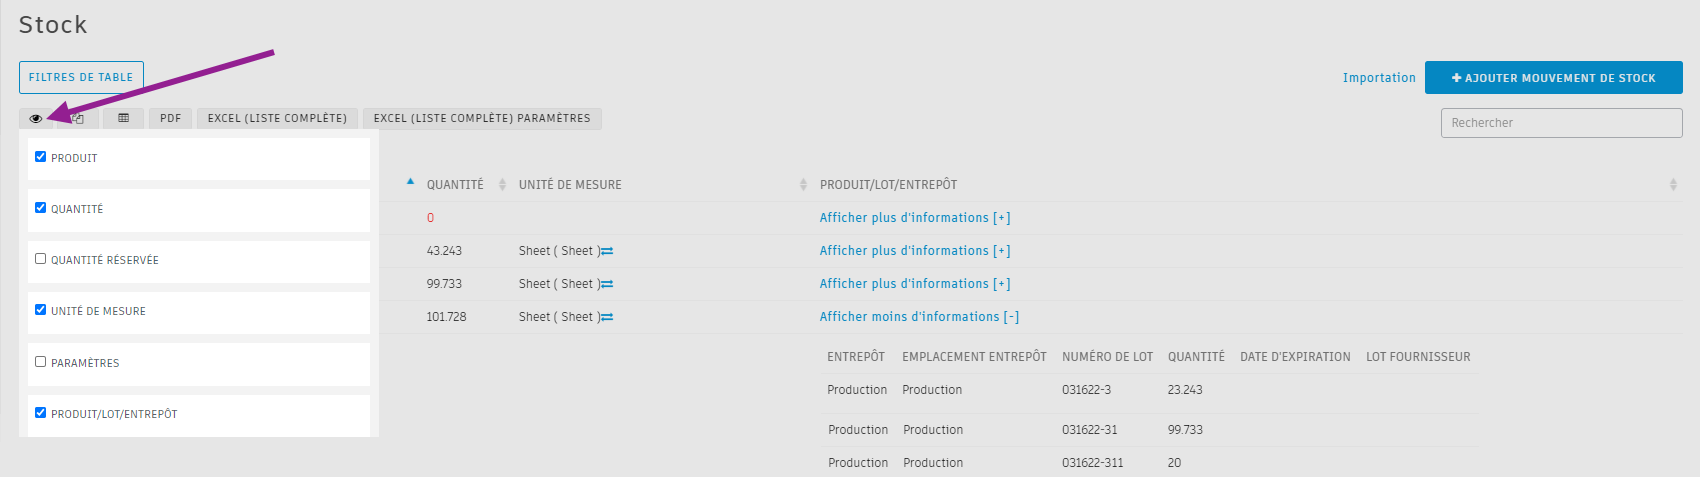 Stock
FILTRES DE TABLE
Importation
AJOUTER MOUVEMENT DE STOCK
PDF
EXCEL (LISTE COMPLÈTE)
EXCEL (LISTE COMPLÈTE) PARAMÈTRES
Rechercher
PRODUIT
QUANTITÉ
QUANTITÉ RÉSERVÉE
UNITÉ DE MESURE
PARAMÈTRES
PRODUIT/LOT/ENTREPÔT
QUANTITÉ UNITÉ DE MESURE PRODUIT/LOT/ENTREPÔT
0 Afficher plus d'informations [+]
43.243 Sheet ( Sheet ) Afficher plus d'informations [+]
99.733 Sheet ( Sheet ) Afficher plus d'informations [+]
101.728 Sheet ( Sheet ) Afficher moins d'informations [-]
ENTREPÔT EMPLACEMENT ENTREPÔT NUMÉRO DE LOT QUANTITÉ DATE D'EXPIRATION LOT FOURNISSEUR
Production Production 031622-3 23.243
Production Production 031622-31 99.733
Production Production 031622-311 20